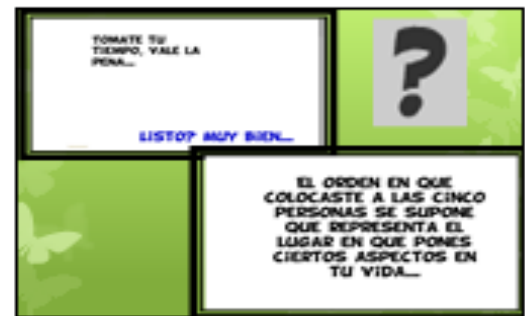 TOMATE TU
TIEMPO, VALE LA
PENA...
LISTO? MUY BIEN...
?
EL ORDEN EN QUE
COLOCASTE A LAS CINCO
PERSONAS SE SUPONE
QUE REPRESENTA EL
LUGAR EN QUE PONES
CIERTOS ASPECTOS EN
TU VIDA...